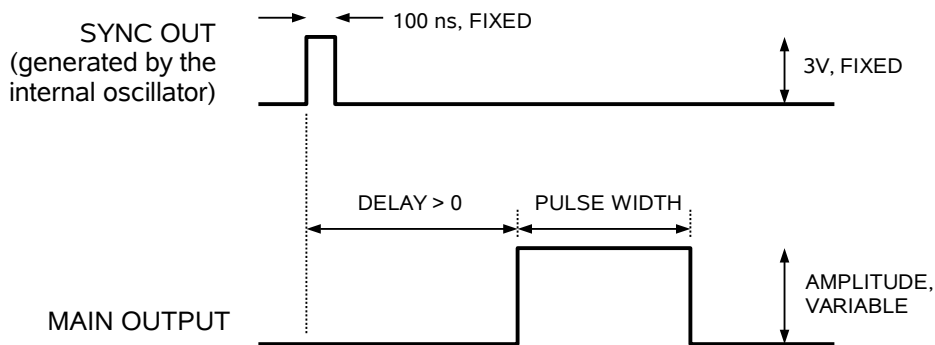 100 ns, FIXED
SYNC OUT
(generated by the
internal oscillator)
3V, FIXED
DELAY > 0
PULSE WIDTH
AMPLITUDE,
VARIABLE
MAIN OUTPUT